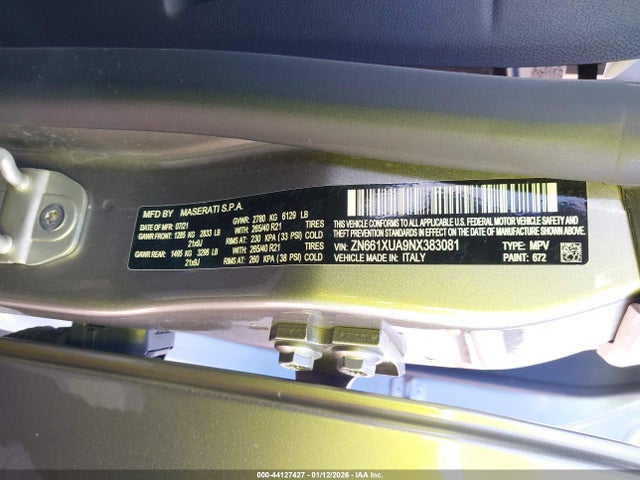 MFD BY MASERATI S.P.A.
DATE OF MFR: 07/21 GVWR: 2780 KG 6129 LB
GAWR FRONT: 1285 KG 2833 LB WITH: 265/40 R21 TIRES
21x9J RIMS AT: 230 KPA (33 PSI) COLD
GAWR REAR: 1495 KG 3296 LB WITH: 285/40 R21 TIRES
21x9J RIMS AT: 260 KPA (38 PSI) COLD
THIS VEHICLE CONFORMS TO ALL APPLICABLE U.S. FEDERAL MOTOR VEHICLE SAFETY, BUMPER, AND
THEFT PREVENTION STANDARDS IN EFFECT ON THE DATE OF MANUFACTURE SHOWN ABOVE.
VIN: ZN661XUA9NX383081 TYPE: MPV
VEHICLE MADE IN: ITALY PAINT: 672
000-44127427 - 01/12/2026 - IAA Inc.